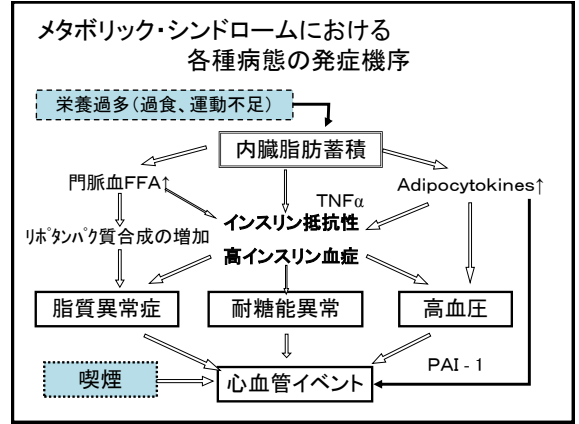 メタボリック・シンドロームにおける
各種病態の発症機序
栄養過多(過食、運動不足)
内臓脂肪蓄積
門脈血FFA↑
TNFα
Adipocytokines↑
インスリン抵抗性
リポタンパク質合成の増加
高インスリン血症
脂質異常症
耐糖能異常
高血圧
PAI - 1
喫煙
心血管イベント